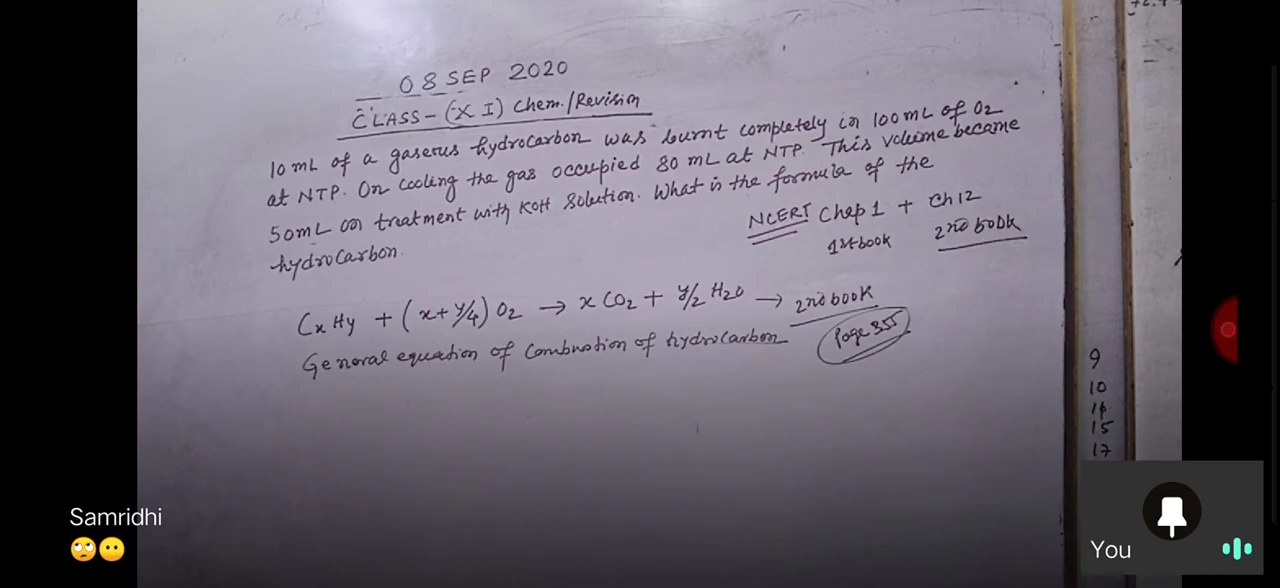 08 SEP 2020
CLASS - (XI) Chem./Revision
10 mL of a gaseous hydrocarbon was burnt completely in 100 mL of O2
at NTP. On cooling the gas occupied 80 mL at NTP. This volume became
50mL on treatment with KOH Solution. What is the formula of the
hydrocarbon.
NCERT Chap 1 + Ch 12
1st book 2nd book
CxHy + (x+y/4) O2 → x CO2 + y/2 H2O → 2nd book
General equation of Combustion of hydrocarbon
Page 355
9
10
15
17
Samridhi
You